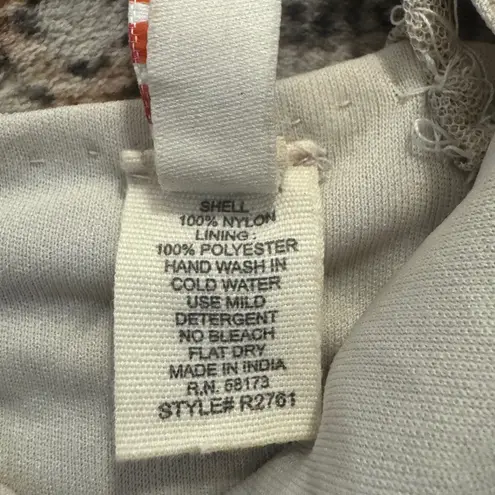 SHELL
100% NYLON
LINING:
100% POLYESTER
HAND WASH IN
COLD WATER
USE MILD
DETERGENT
NO BLEACH
FLAT DRY
MADE IN INDIA
R.N. 58173
STYLE# R2761